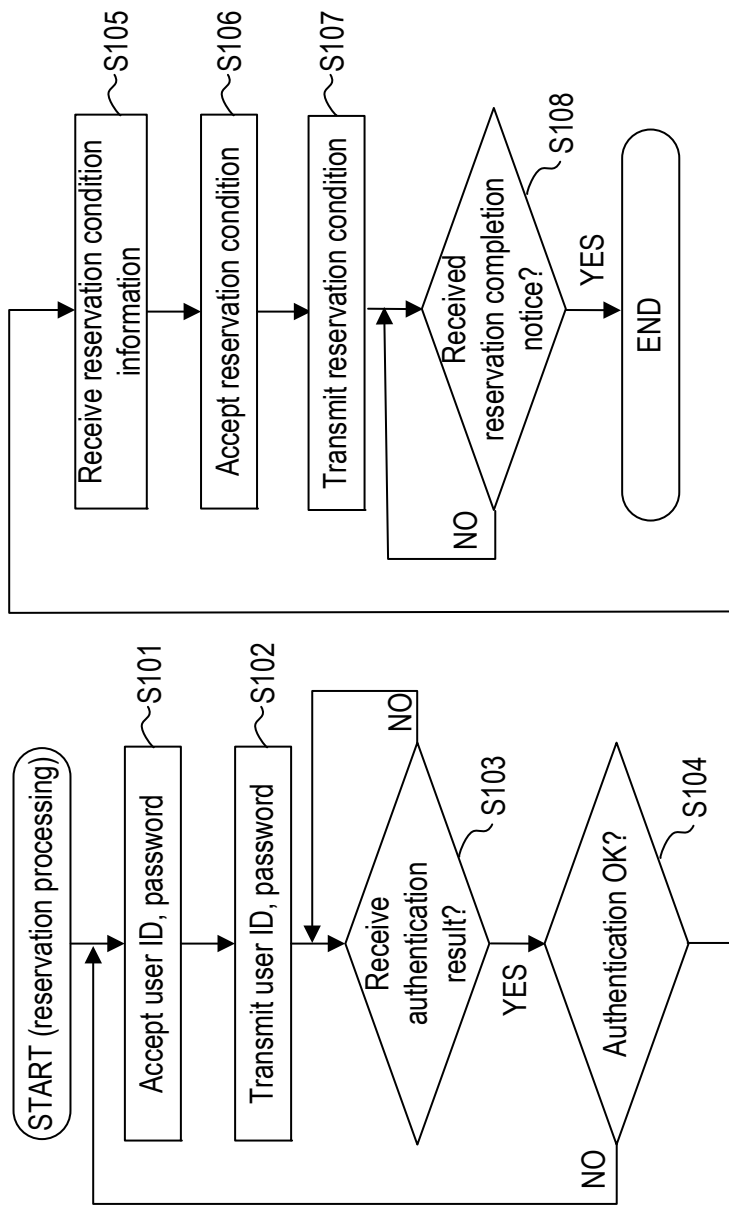 START (reservation processing)
Accept user ID, password
S101
Transmit user ID, password
S102
NO
Receive
authentication
result?
S103
YES
Authentication OK?
S104
NO
Receive reservation condition
information
S105
Accept reservation condition
S106
Transmit reservation condition
S107
Received
reservation completion
notice?
S108
NO
YES
END